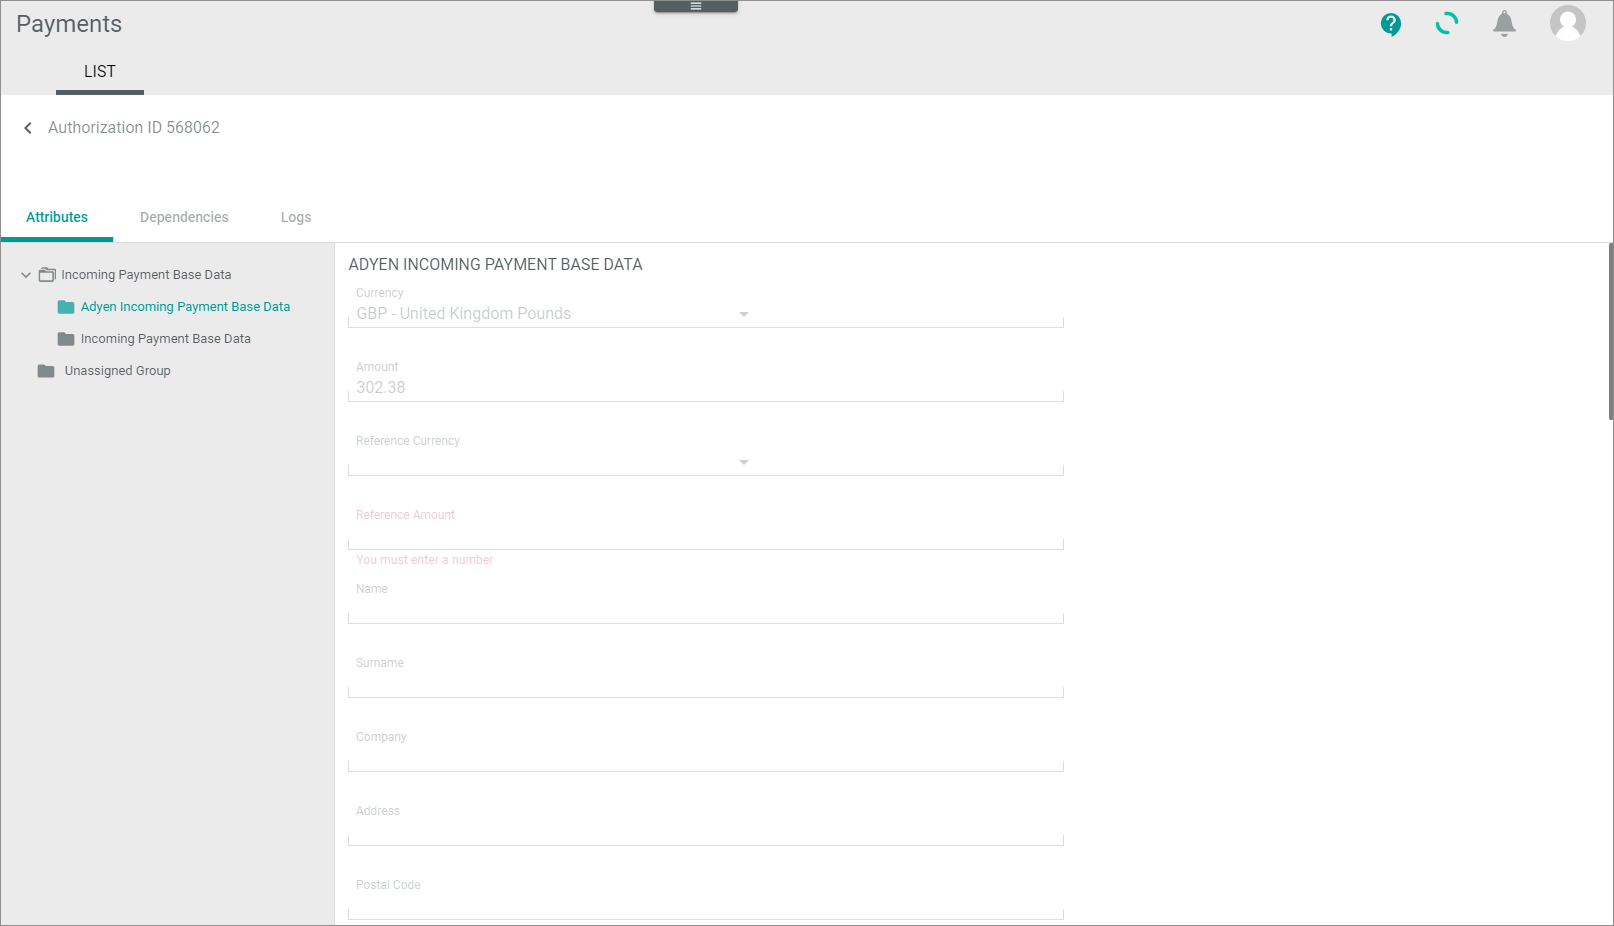 Payments
LIST
Authorization ID 568062
Attributes
Dependencies
Logs
Incoming Payment Base Data
Adyen Incoming Payment Base Data
Incoming Payment Base Data
Unassigned Group
ADYEN INCOMING PAYMENT BASE DATA
Currency
GBP - United Kingdom Pounds
Amount
302.38
Reference Currency
Reference Amount
You must enter a number
Name
Surname
Company
Address
Postal Code